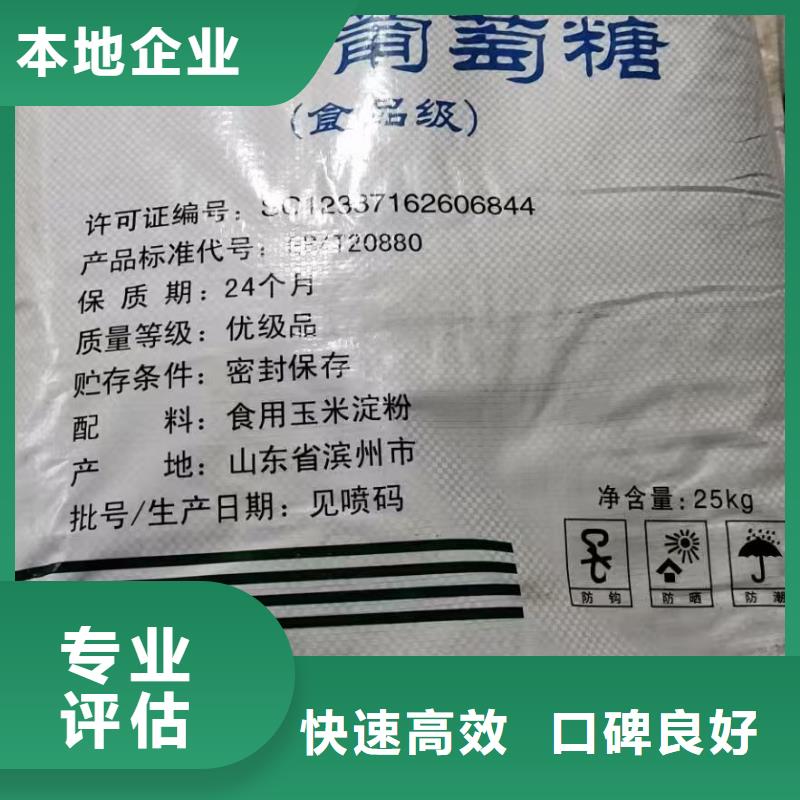 本地企业
葡萄糖
(食品级)
许可证编号: SC12337162606844
产品标准代号: GB/T20880
保 质 期: 24个月
质量等级: 优级品
贮存条件: 密封保存
配 料: 食用玉米淀粉
产 地: 山东省滨州市
批号/生产日期: 见喷码
净含量: 25kg
防钩 防晒 防潮
专业
评估
快速高效 口碑良好